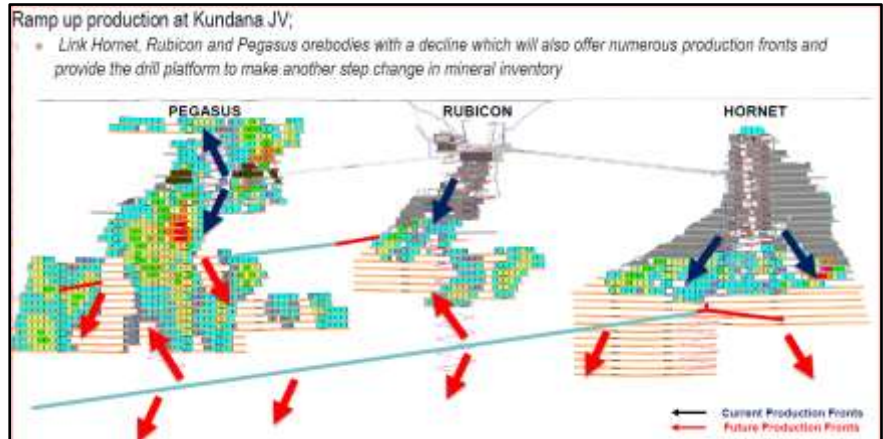 Ramp up production at Kundana JV;
Link Hornet, Rubicon and Pegasus orebodies with a decline which will also offer numerous production fronts and
provide the drill platform to make another step change in mineral inventory
PEGASUS
RUBICON
HORNET
Current Production Fronts
Future Production Fronts